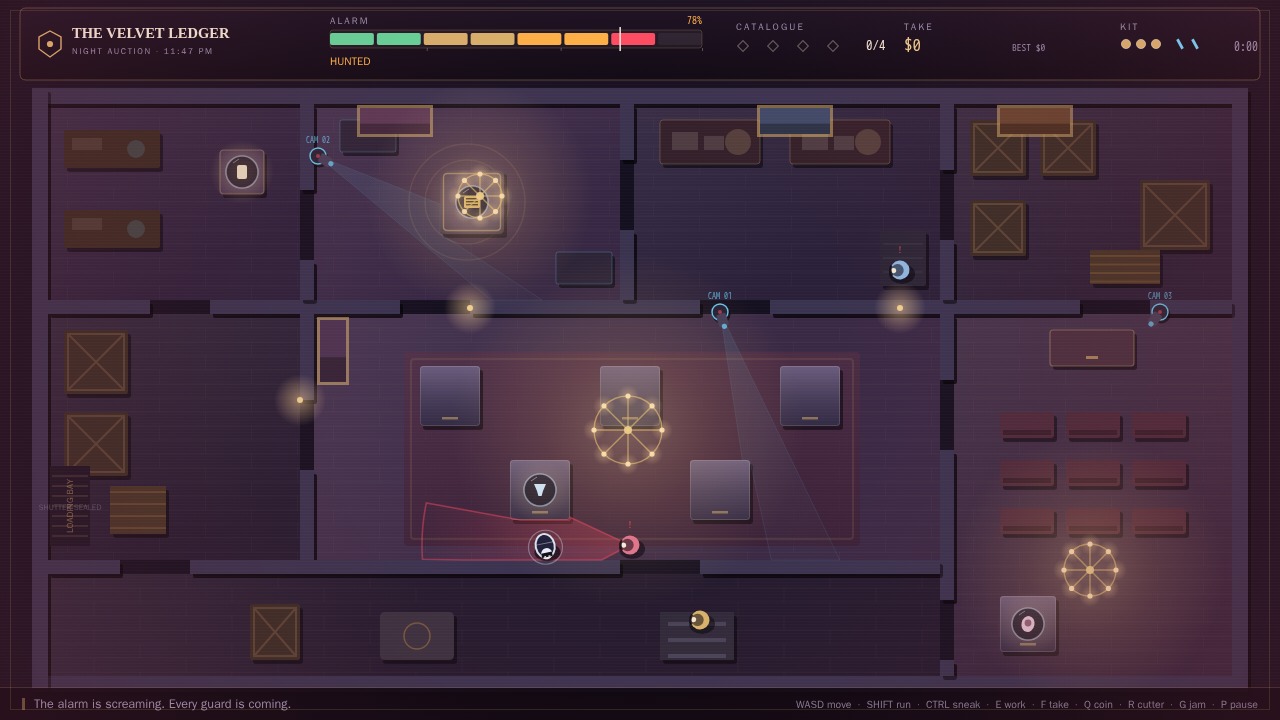 THE VELVET LEDGER
NIGHT AUCTION · 11:47 PM
ALARM
78%
HUNTED
CATALOGUE
0/4
TAKE
$0
BEST $0
KIT
0:00
CAM 02
CAM 01
CAM 03
!
!
LOADING BAY
SHUTTER SEALED
The alarm is screaming. Every guard is coming.
WASD move · SHIFT run · CTRL sneak · E work · F take · Q coin · R cutter · G jam · P pause